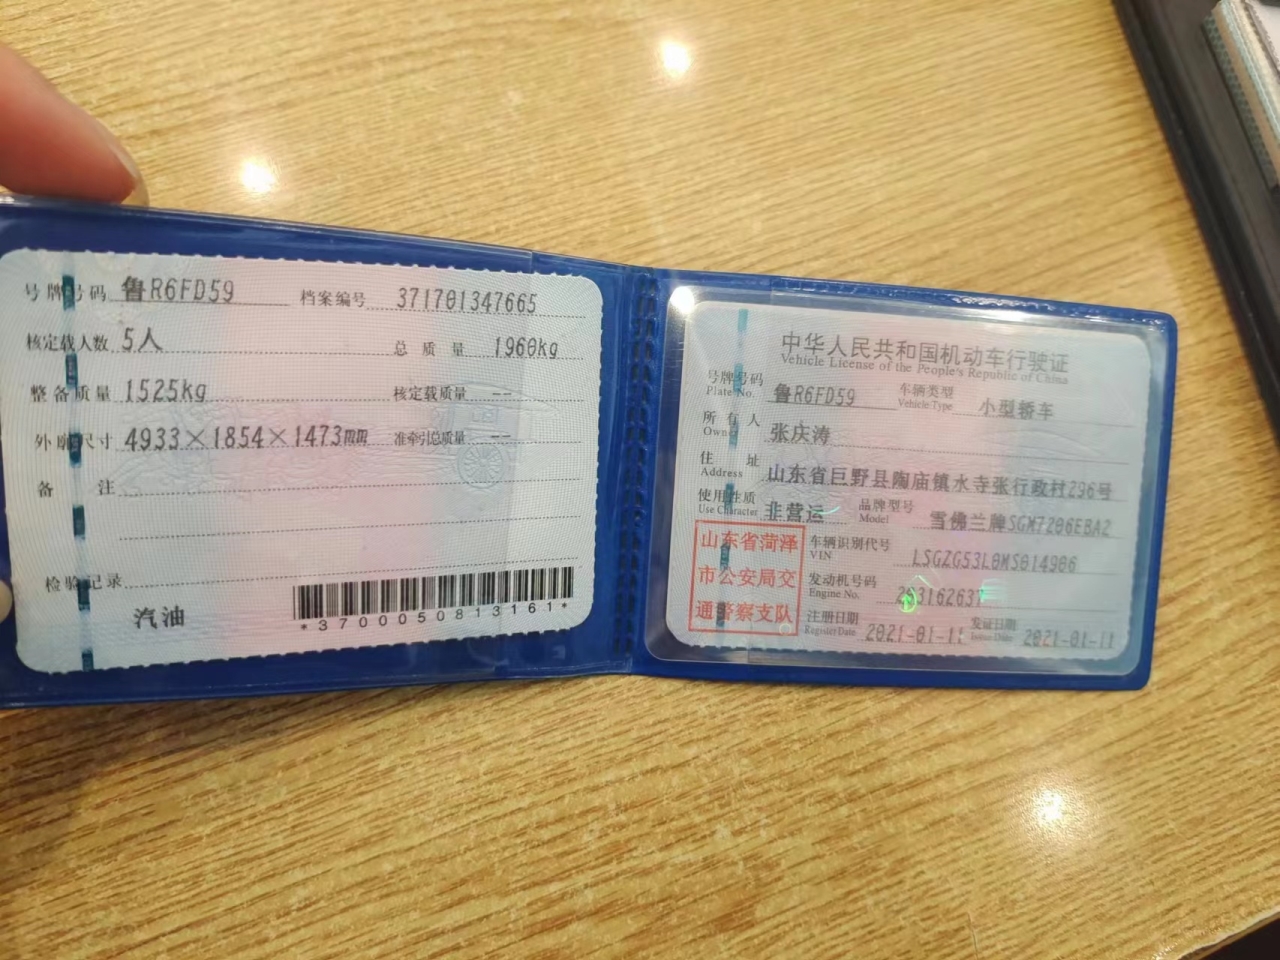 号牌号码 鲁R6FD59 档案编号 371701347665
核定载人数 5人 总质量 1960kg
整备质量 1525kg 核定载质量 --
外廓尺寸 4933×1854×1473mm 准牵引总质量 --
备注
检验记录
汽油
*3700050813161*
中华人民共和国机动车行驶证
Vehicle License of the People's Republic of China
号牌号码 鲁R6FD59 车辆类型 小型轿车
Plate No. Vehicle Type
所有人 张庆涛
Owner
住址 山东省巨野县陶庙镇水寺张行政村296号
Address
使用性质 非营运 品牌型号 雪佛兰牌SGM7206EBA2
Use Character Model
山东省菏泽
市公安局交
通警察支队
车辆识别代号 LSGZG53L0MS014906
VIN
发动机号码 203162637
Engine No.
注册日期 2021-01-11 发证日期 2021-01-11
Register Date Issue Date